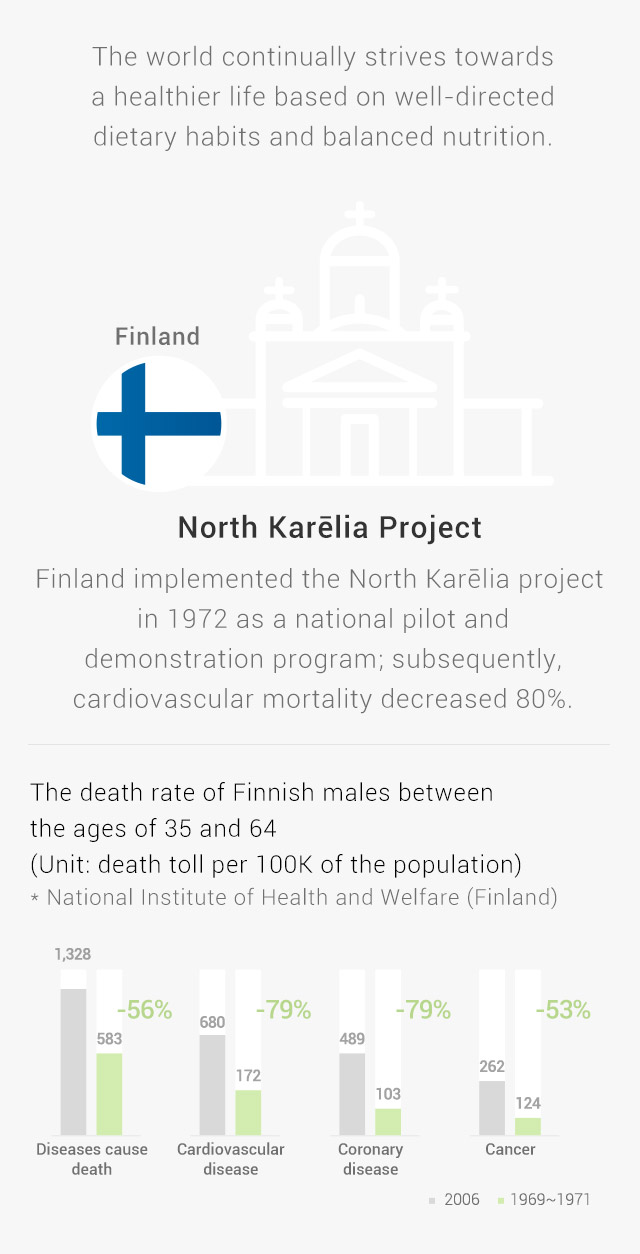 The world continually strives towards
a healthier life based on well-directed
dietary habits and balanced nutrition.
Finland
North Karēlia Project
Finland implemented the North Karēlia project
in 1972 as a national pilot and
demonstration program; subsequently,
cardiovascular mortality decreased 80%.
The death rate of Finnish males between
the ages of 35 and 64
(Unit: death toll per 100K of the population)
* National Institute of Health and Welfare (Finland)
1,328
583
-56%
Diseases cause
death
680
172
-79%
Cardiovascular
disease
489
103
-79%
Coronary
disease
262
124
-53%
Cancer
2006
1969~1971